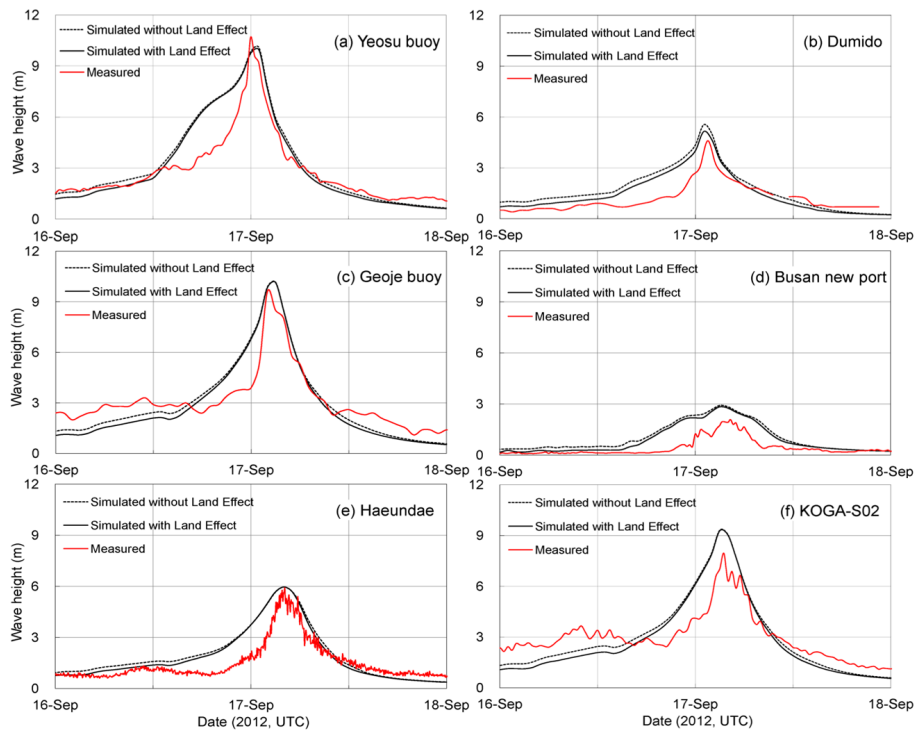 12
Simulated without Land Effect
Simulated with Land Effect
Measured
(a) Yeosu buoy
9
6
3
0
Wave height (m)
16-Sep
17-Sep
18-Sep
12
Simulated without Land Effect
Simulated with Land Effect
Measured
(b) Dumido
9
6
3
0
16-Sep
17-Sep
18-Sep
12
Simulated without Land Effect
Simulated with Land Effect
Measured
(c) Geoje buoy
9
6
3
0
Wave height (m)
16-Sep
17-Sep
18-Sep
12
Simulated without Land Effect
Simulated with Land Effect
Measured
(d) Busan new port
9
6
3
0
16-Sep
17-Sep
18-Sep
12
Simulated without Land Effect
Simulated with Land Effect
Measured
(e) Haeundae
9
6
3
0
Wave height (m)
16-Sep
17-Sep
18-Sep
Date (2012, UTC)
12
Simulated without Land Effect
Simulated with Land Effect
Measured
(f) KOGA-S02
9
6
3
0
16-Sep
17-Sep
18-Sep
Date (2012, UTC)